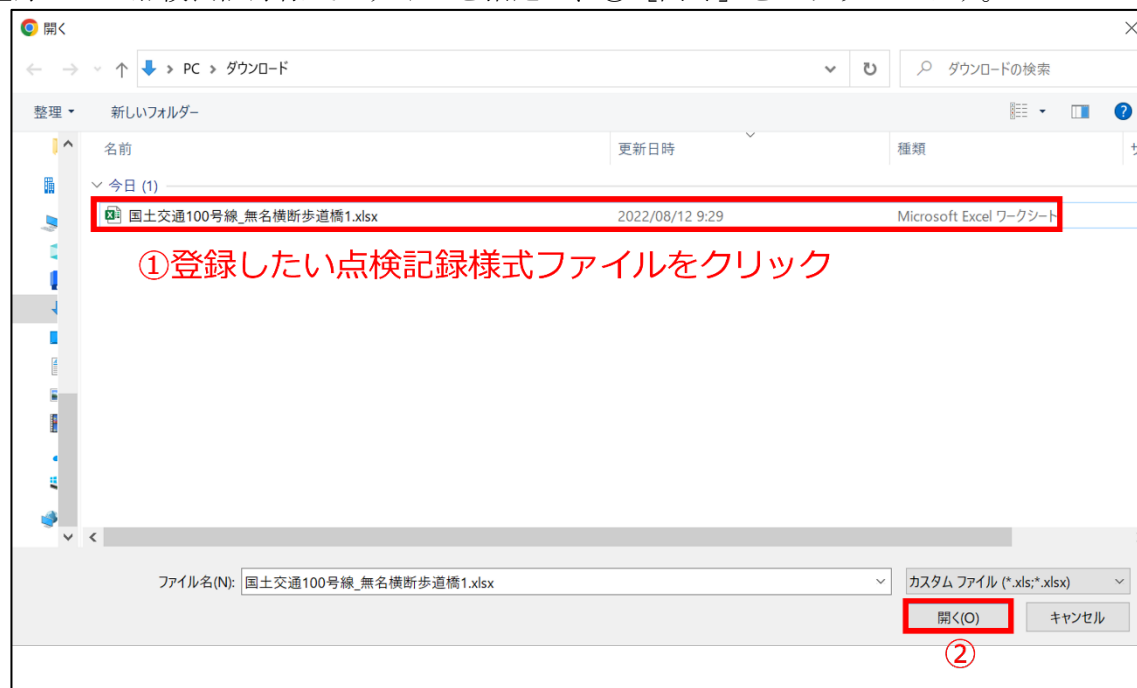 開く
PC > ダウンロード
ダウンロードの検索
整理 新しいフォルダー
名前 更新日時 種類
今日 (1)
国土交通100号線_無名横断歩道橋1.xlsx 2022/08/12 9:29 Microsoft Excel ワークシート
①登録したい点検記録様式ファイルをクリック
ファイル名(N): 国土交通100号線_無名横断歩道橋1.xlsx カスタム ファイル (*.xls;*.xlsx)
開く(O) キャンセル
②